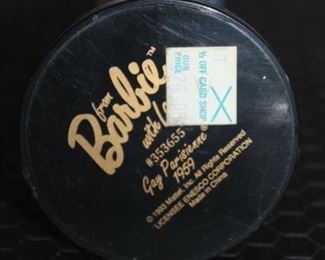 from
Barbie™
with L
#353655
Gay Parisienne®
1959
© 1993 Mattel, Inc. All Rights Reserved
LICENSEE ENESCO CORPORATION
Made in China
½ OFF CARD SHOP
OUR
PRICE